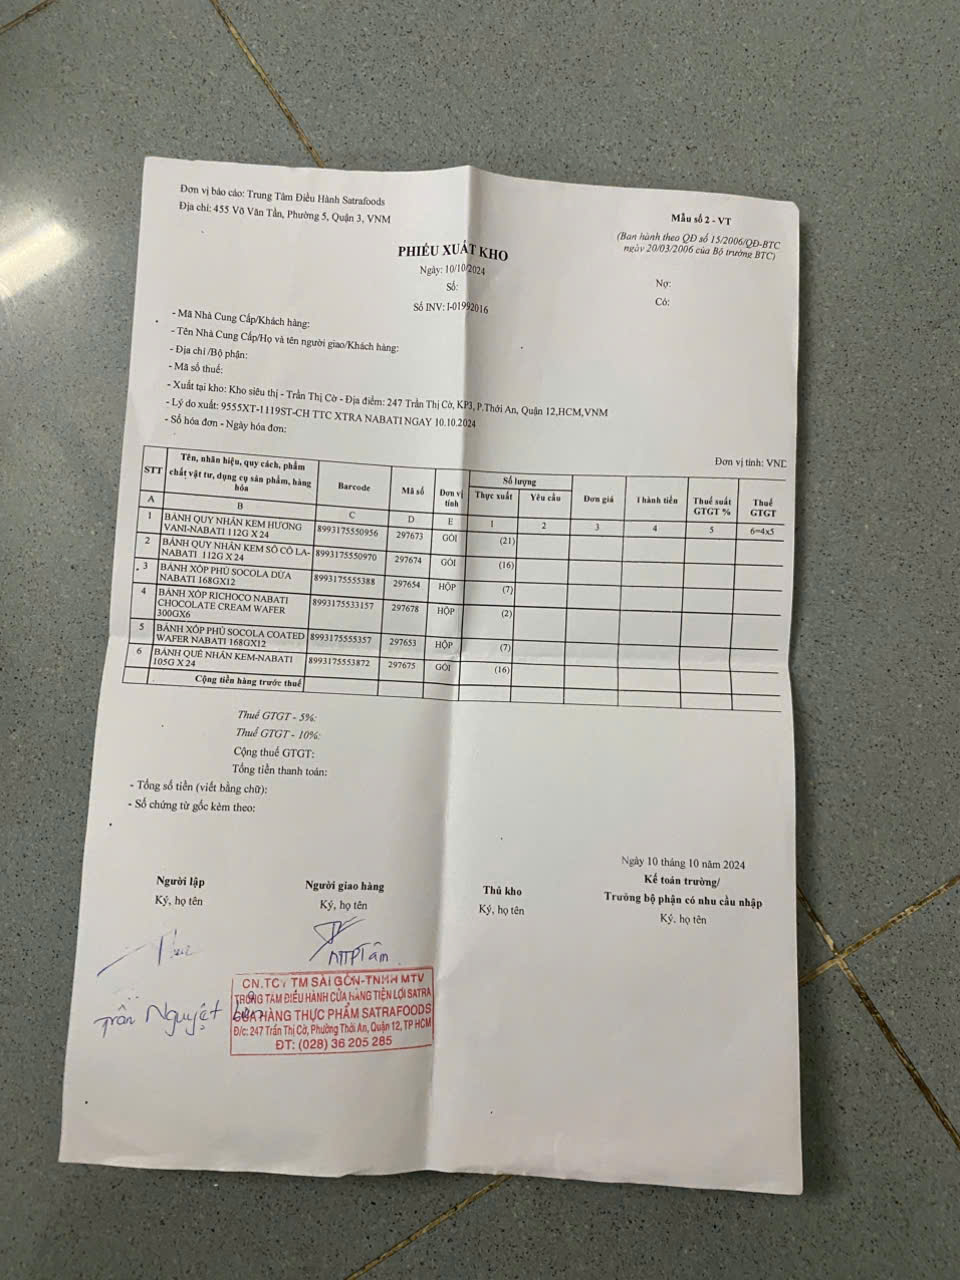 Đơn vị báo cáo: Trung Tâm Điều Hành Satrafoods
Địa chỉ: 455 Võ Văn Tần, Phường 5, Quận 3, VNM
Mẫu số 2 - VT
(Ban hành theo QĐ số 15/2006/QĐ-BTC
ngày 20/03/2006 của Bộ trưởng BTC)
PHIẾU XUẤT KHO
Ngày: 10/10/2024
Số:
Số INV: I-01992016
Nợ:
Có:
- Mã Nhà Cung Cấp/Khách hàng:
- Tên Nhà Cung Cấp/Họ và tên người giao/Khách hàng:
- Địa chỉ /Bộ phận:
- Mã số thuế:
- Xuất tại kho: Kho siêu thị - Trần Thị Cờ - Địa điểm: 247 Trần Thị Cờ, KP3, P.Thới An, Quận 12,HCM,VNM
- Lý do xuất: 9555XT-1119ST-CH TTC XTRA NABATI NGAY 10.10.2024
- Số hóa đơn - Ngày hóa đơn:
Đơn vị tính: VND
STT Tên, nhãn hiệu, quy cách, phẩm chất vật tư, dụng cụ sản phẩm, hàng hóa Barcode Mã số Đơn vị tính Số lượng Thực xuất Yêu cầu Đơn giá Thành tiền Thuế suất GTGT % Thuế GTGT
A B C D E 1 2 3 4 5 6=4x5
1 BÁNH QUY NHÂN KEM HƯƠNG VANI-NABATI 112G X 24 8993175550956 297673 GÓI (21)
2 BÁNH QUY NHÂN KEM SÔ CÔ LA-NABATI 112G X 24 8993175550970 297674 GÓI (16)
3 BÁNH XỐP PHỦ SOCOLA DỪA NABATI 168GX12 8993175555388 297654 HỘP (7)
4 BÁNH XỐP RICHOCO NABATI CHOCOLATE CREAM WAFER 300GX6 8993175533157 297678 HỘP (2)
5 BÁNH XỐP PHỦ SOCOLA COATED WAFER NABATI 168GX12 8993175555357 297653 HỘP (7)
6 BÁNH QUẾ NHÂN KEM-NABATI 105G X 24 8993175553872 297675 GÓI (16)
Cộng tiền hàng trước thuế
Thuế GTGT - 5%:
Thuế GTGT - 10%:
Cộng thuế GTGT:
Tổng tiền thanh toán:
- Tổng số tiền (viết bằng chữ):
- Số chứng từ gốc kèm theo:
Ngày 10 tháng 10 năm 2024
Người lập Người giao hàng Thủ kho Kế toán trưởng/
Trưởng bộ phận có nhu cầu nhập
Ký, họ tên Ký, họ tên Ký, họ tên Ký, họ tên
NTPTâm
Trần Nguyệt
CN.TCT TM SÀI GÒN-TNHH MTV
TRUNG TÂM ĐIỀU HÀNH CỬA HÀNG TIỆN LỢI SATRA
CỬA HÀNG THỰC PHẨM SATRAFOODS
Đ/c: 247 Trần Thị Cờ, Phường Thới An, Quận 12, TP HCM
ĐT: (028) 36 205 285